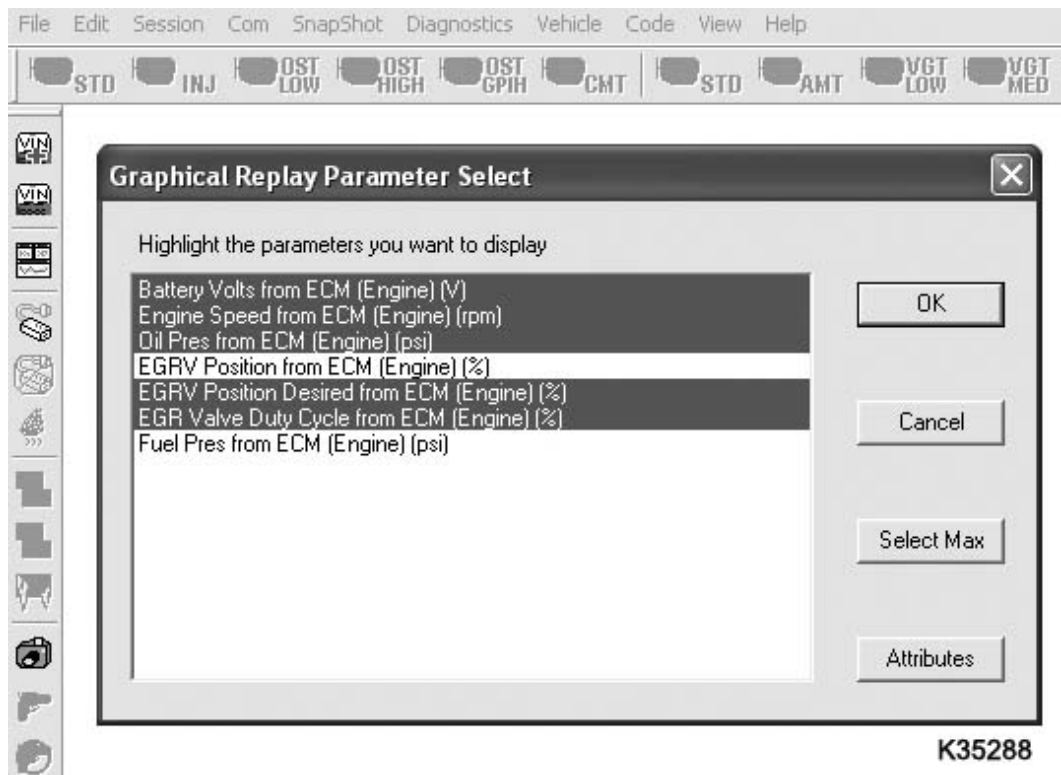 File Edit Session Com SnapShot Diagnostics Vehicle Code View Help
STD INJ OST LOW OST HIGH OST GPIH CMT STD AMT VGT LOW VGT MED
VIN
VIN
Graphical Replay Parameter Select
Highlight the parameters you want to display
Battery Volts from ECM (Engine) (V)
Engine Speed from ECM (Engine) (rpm)
Oil Pres from ECM (Engine) (psi)
EGRV Position from ECM (Engine) (%)
EGRV Position Desired from ECM (Engine) (%)
EGR Valve Duty Cycle from ECM (Engine) (%)
Fuel Pres from ECM (Engine) (psi)
OK
Cancel
Select Max
Attributes
K35288